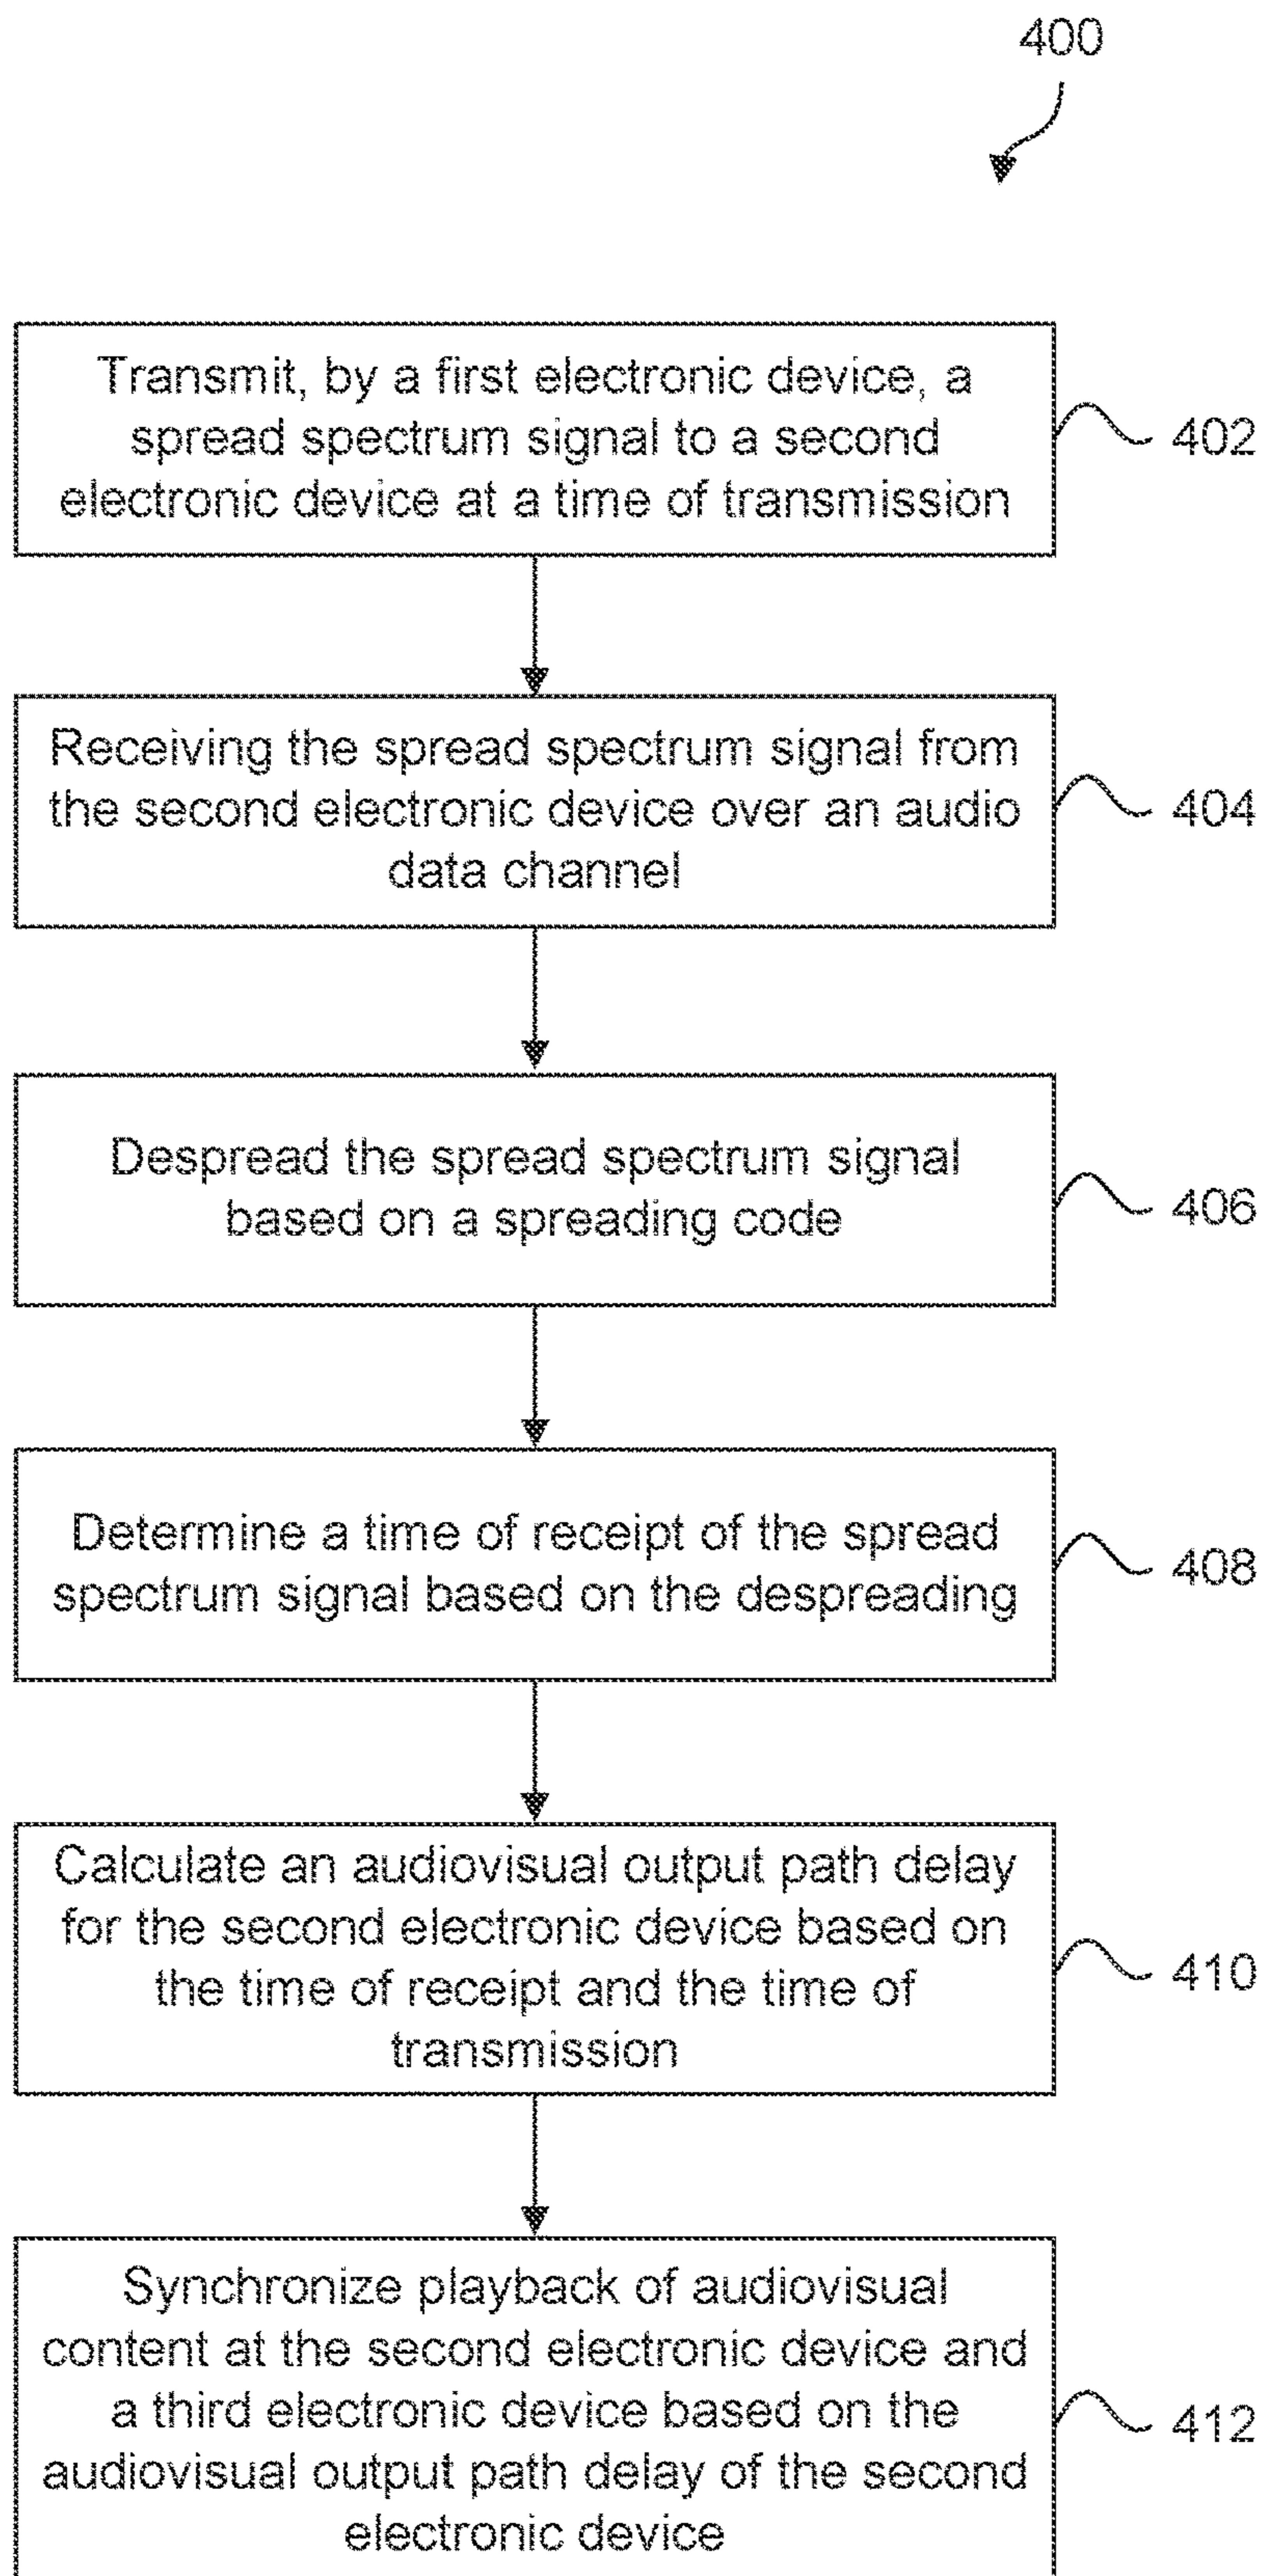 400
Transmit, by a first electronic device, a
spread spectrum signal to a second
electronic device at a time of transmission
402
Receiving the spread spectrum signal from
the second electronic device over an audio
data channel
404
Despread the spread spectrum signal
based on a spreading code
406
Determine a time of receipt of the spread
spectrum signal based on the despreading
408
Calculate an audiovisual output path delay
for the second electronic device based on
the time of receipt and the time of
transmission
410
Synchronize playback of audiovisual
content at the second electronic device and
a third electronic device based on the
audiovisual output path delay of the second
electronic device
412